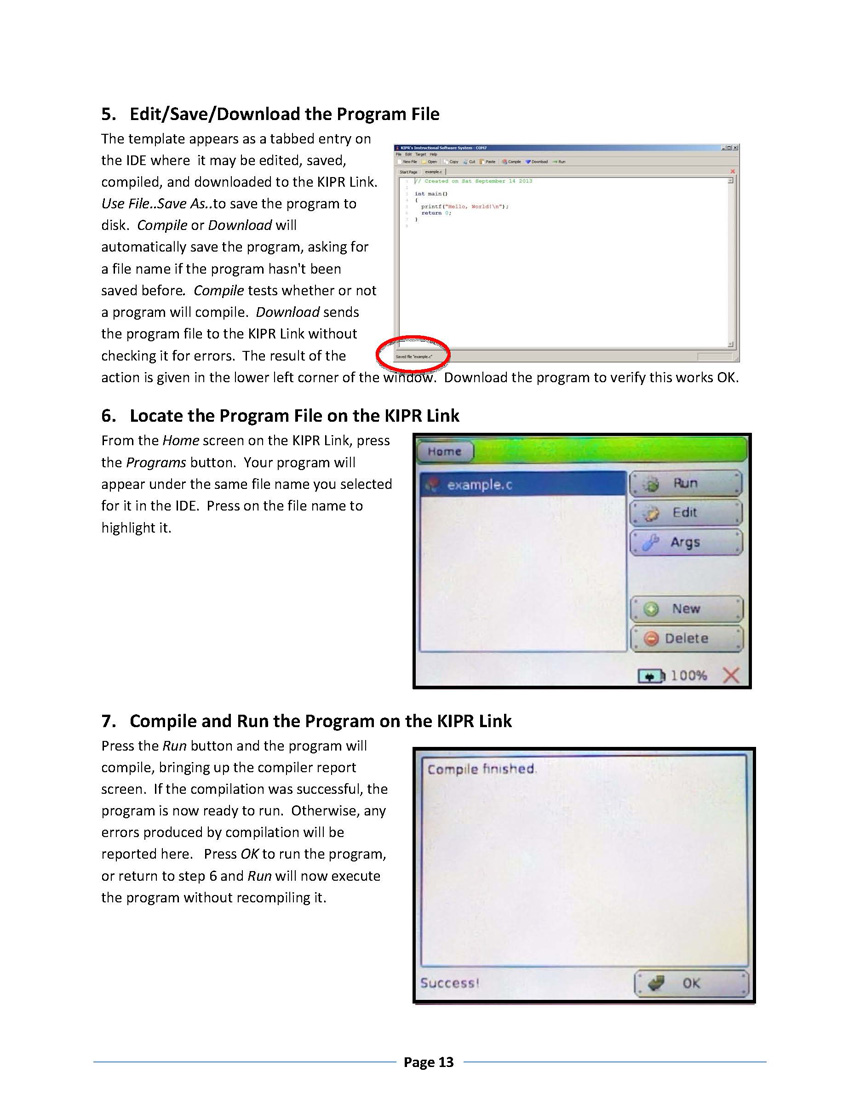 5. Edit/Save/Download the Program File
The template appears as a tabbed entry on
the IDE where it may be edited, saved,
compiled, and downloaded to the KIPR Link.
Use File..Save As..to save the program to
disk. Compile or Download will
automatically save the program, asking for
a file name if the program hasn't been
saved before. Compile tests whether or not
a program will compile. Download sends
the program file to the KIPR Link without
checking it for errors. The result of the
action is given in the lower left corner of the window. Download the program to verify this works OK.
KIPR's Instructional Software System - COPILE
File Edit Target Help
New File Open Copy Cut Paste Compile Download Run
Start Page example.c
// Created on Sat September 14 2013
int main()
{
printf("Hello, World!\n");
return 0;
}
Saved file "example.c"
6. Locate the Program File on the KIPR Link
From the Home screen on the KIPR Link, press
the Programs button. Your program will
appear under the same file name you selected
for it in the IDE. Press on the file name to
highlight it.
Home
example.c
Run
Edit
Args
New
Delete
100%
7. Compile and Run the Program on the KIPR Link
Press the Run button and the program will
compile, bringing up the compiler report
screen. If the compilation was successful, the
program is now ready to run. Otherwise, any
errors produced by compilation will be
reported here. Press OK to run the program,
or return to step 6 and Run will now execute
the program without recompiling it.
Compile finished.
Success!
OK
Page 13